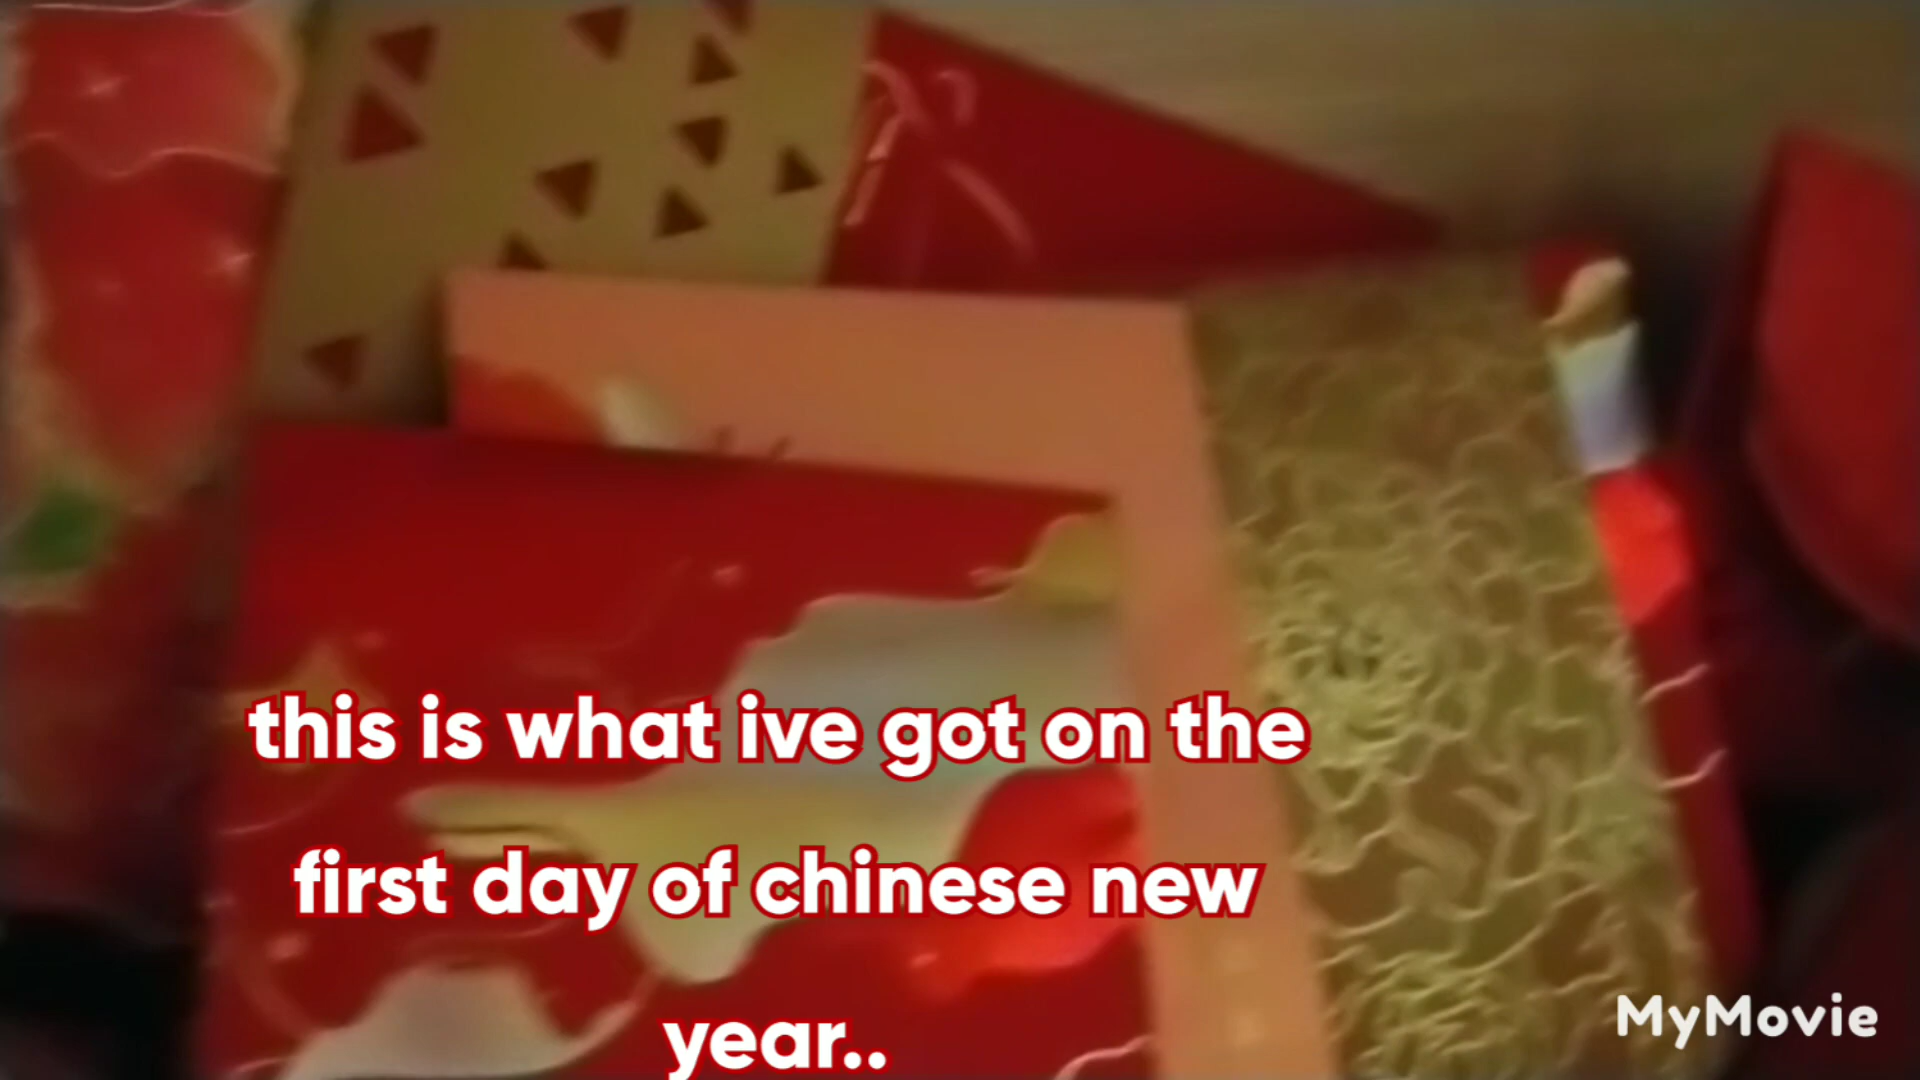 this is what ive got on the
first day of chinese new
year..
MyMovie